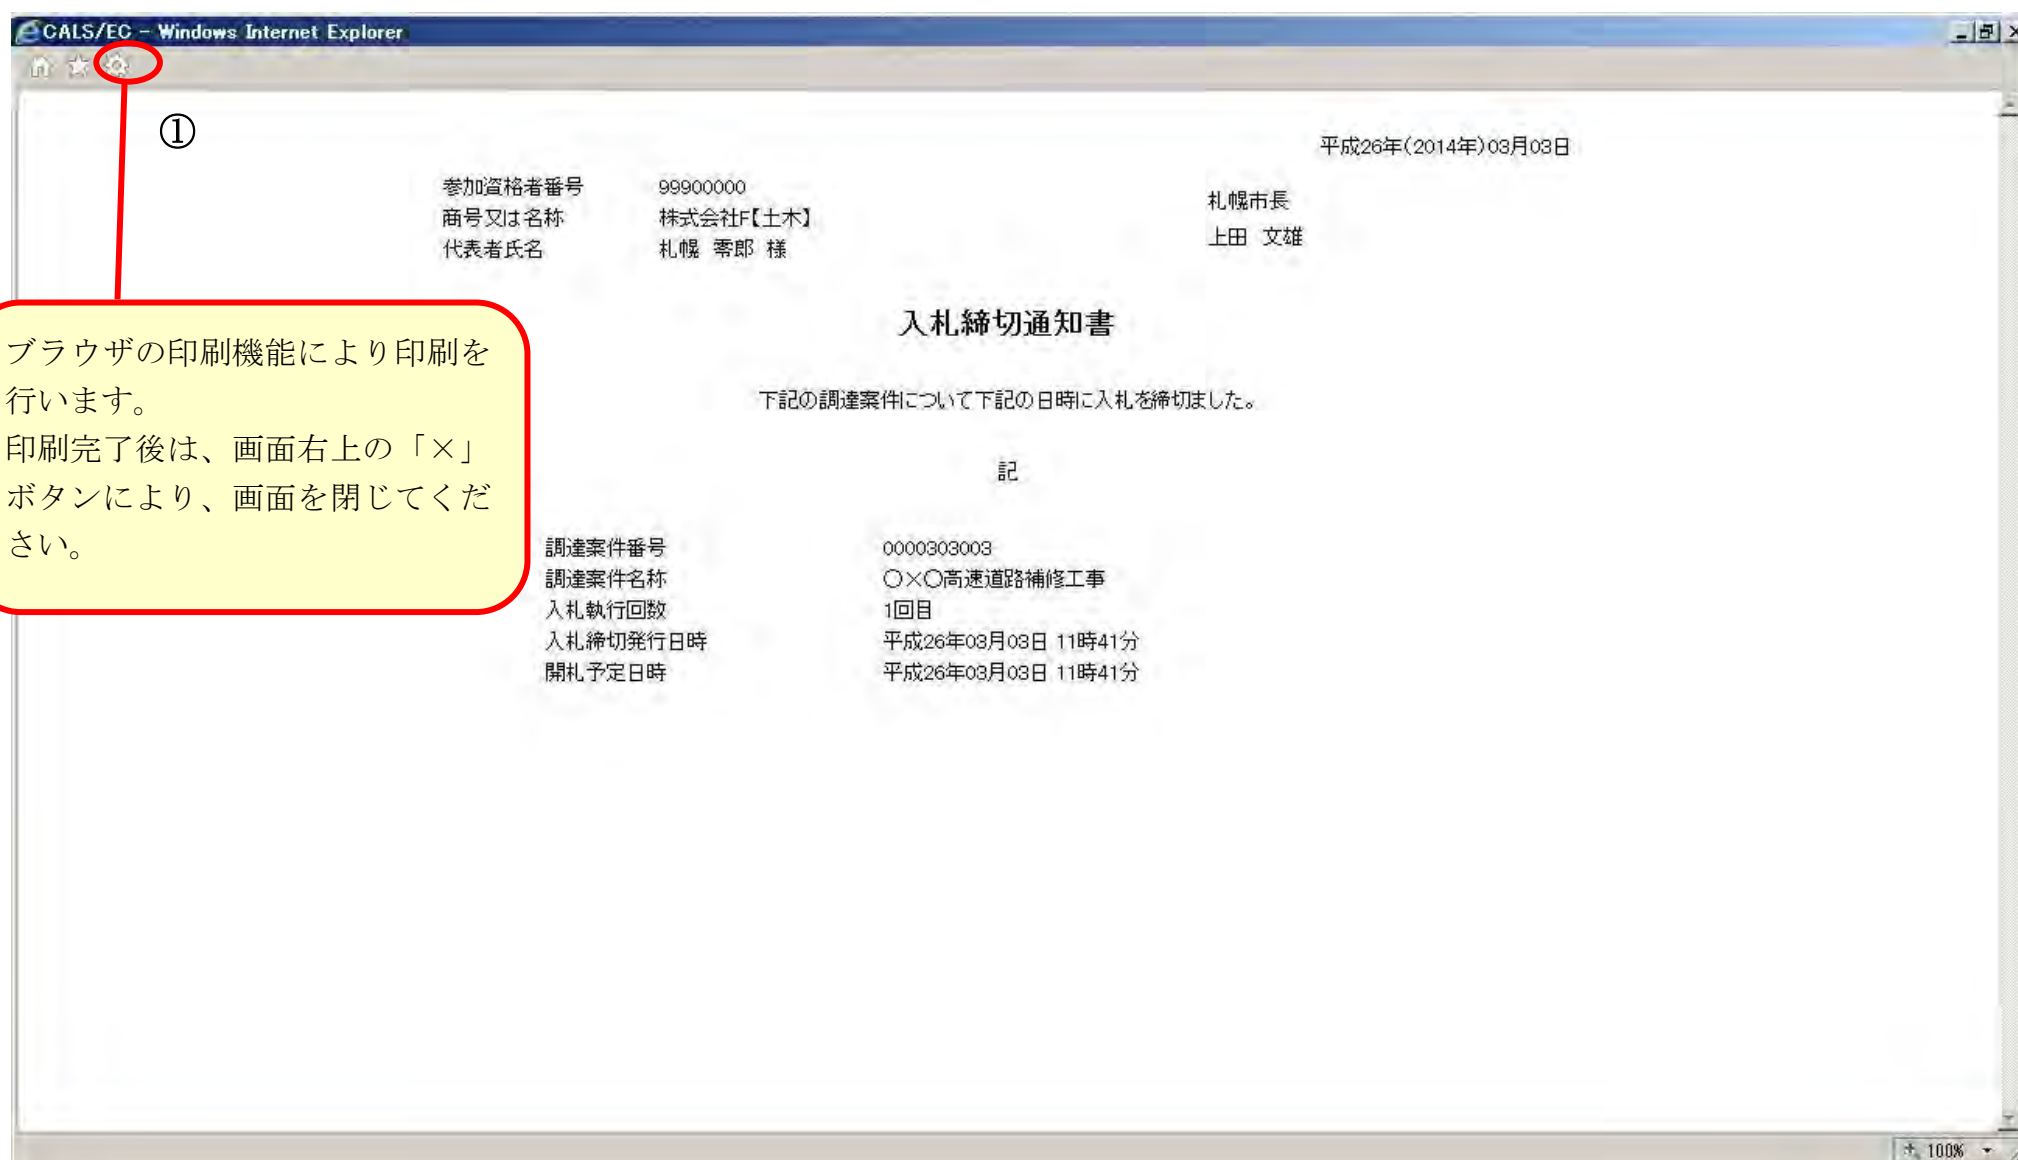 CALS/EC - Windows Internet Explorer
①
平成26年(2014年)03月03日
参加資格者番号 99900000
商号又は名称 株式会社F【土木】
代表者氏名 札幌 零郎 様
札幌市長
上田 文雄
入札締切通知書
下記の調達案件について下記の日時に入札を締切ました。
記
調達案件番号 0000303003
調達案件名称 〇×〇高速道路補修工事
入札執行回数 1回目
入札締切発行日時 平成26年03月03日 11時41分
開札予定日時 平成26年03月03日 11時41分
ブラウザの印刷機能により印刷を
行います。
印刷完了後は、画面右上の「×」
ボタンにより、画面を閉じてくだ
さい。
100%